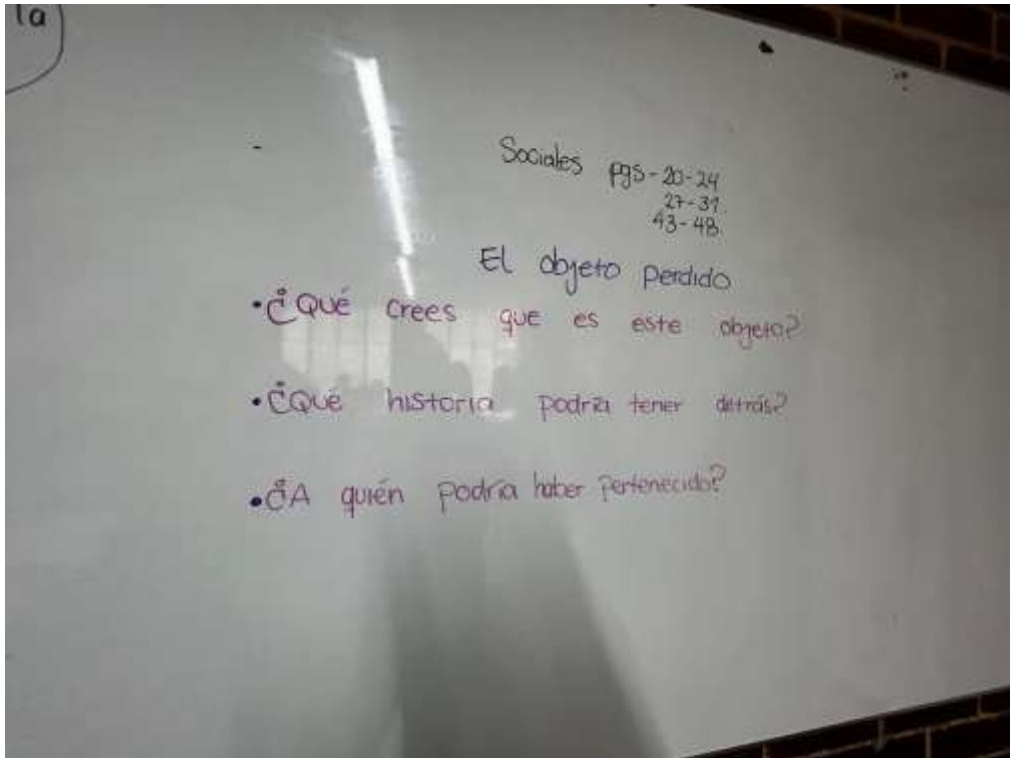 la
Sociales pgs-20-24
27-31
43-48
El objeto perdido
•¿Qué crees que es este objeto?
•¿Qué historia podría tener detrás?
•¿A quién podría haber pertenecido?